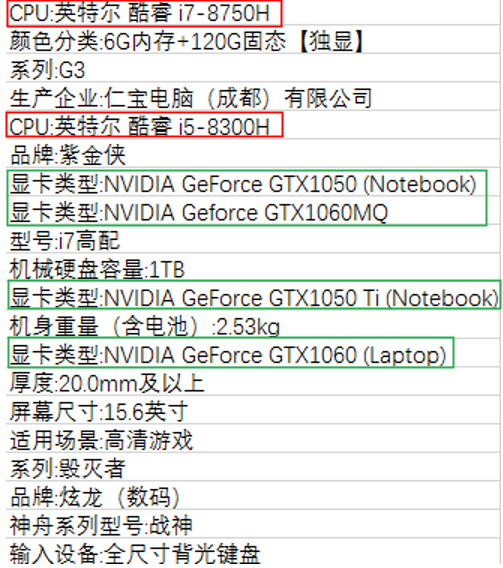 CPU:英特尔 酷睿 i7-8750H
颜色分类:6G内存+120G固态【独显】
系列:G3
生产企业:仁宝电脑（成都）有限公司
CPU:英特尔 酷睿 i5-8300H
品牌:紫金侠
显卡类型:NVIDIA GeForce GTX1050 (Notebook)
显卡类型:NVIDIA Geforce GTX1060MQ
型号:i7高配
机械硬盘容量:1TB
显卡类型:NVIDIA GeForce GTX1050 Ti (Notebook)
机身重量（含电池）:2.53kg
显卡类型:NVIDIA GeForce GTX1060 (Laptop)
厚度:20.0mm及以上
屏幕尺寸:15.6英寸
适用场景:高清游戏
系列:毁灭者
品牌:炫龙（数码）
神舟系列型号:战神
输入设备:全尺寸背光键盘